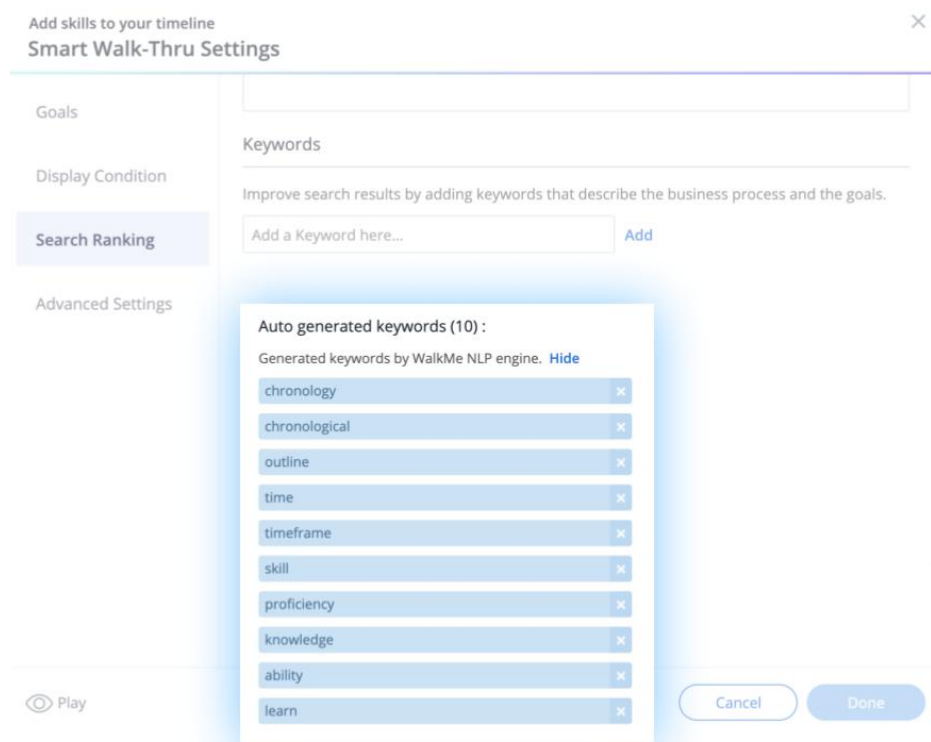 Add skills to your timeline
Smart Walk-Thru Settings
Goals
Display Condition
Search Ranking
Advanced Settings
Keywords
Improve search results by adding keywords that describe the business process and the goals.
Add a Keyword here...
Add
Auto generated keywords (10) :
Generated keywords by WalkMe NLP engine. Hide
chronology
chronological
outline
time
timeframe
skill
proficiency
knowledge
ability
learn
Play
Cancel
Done